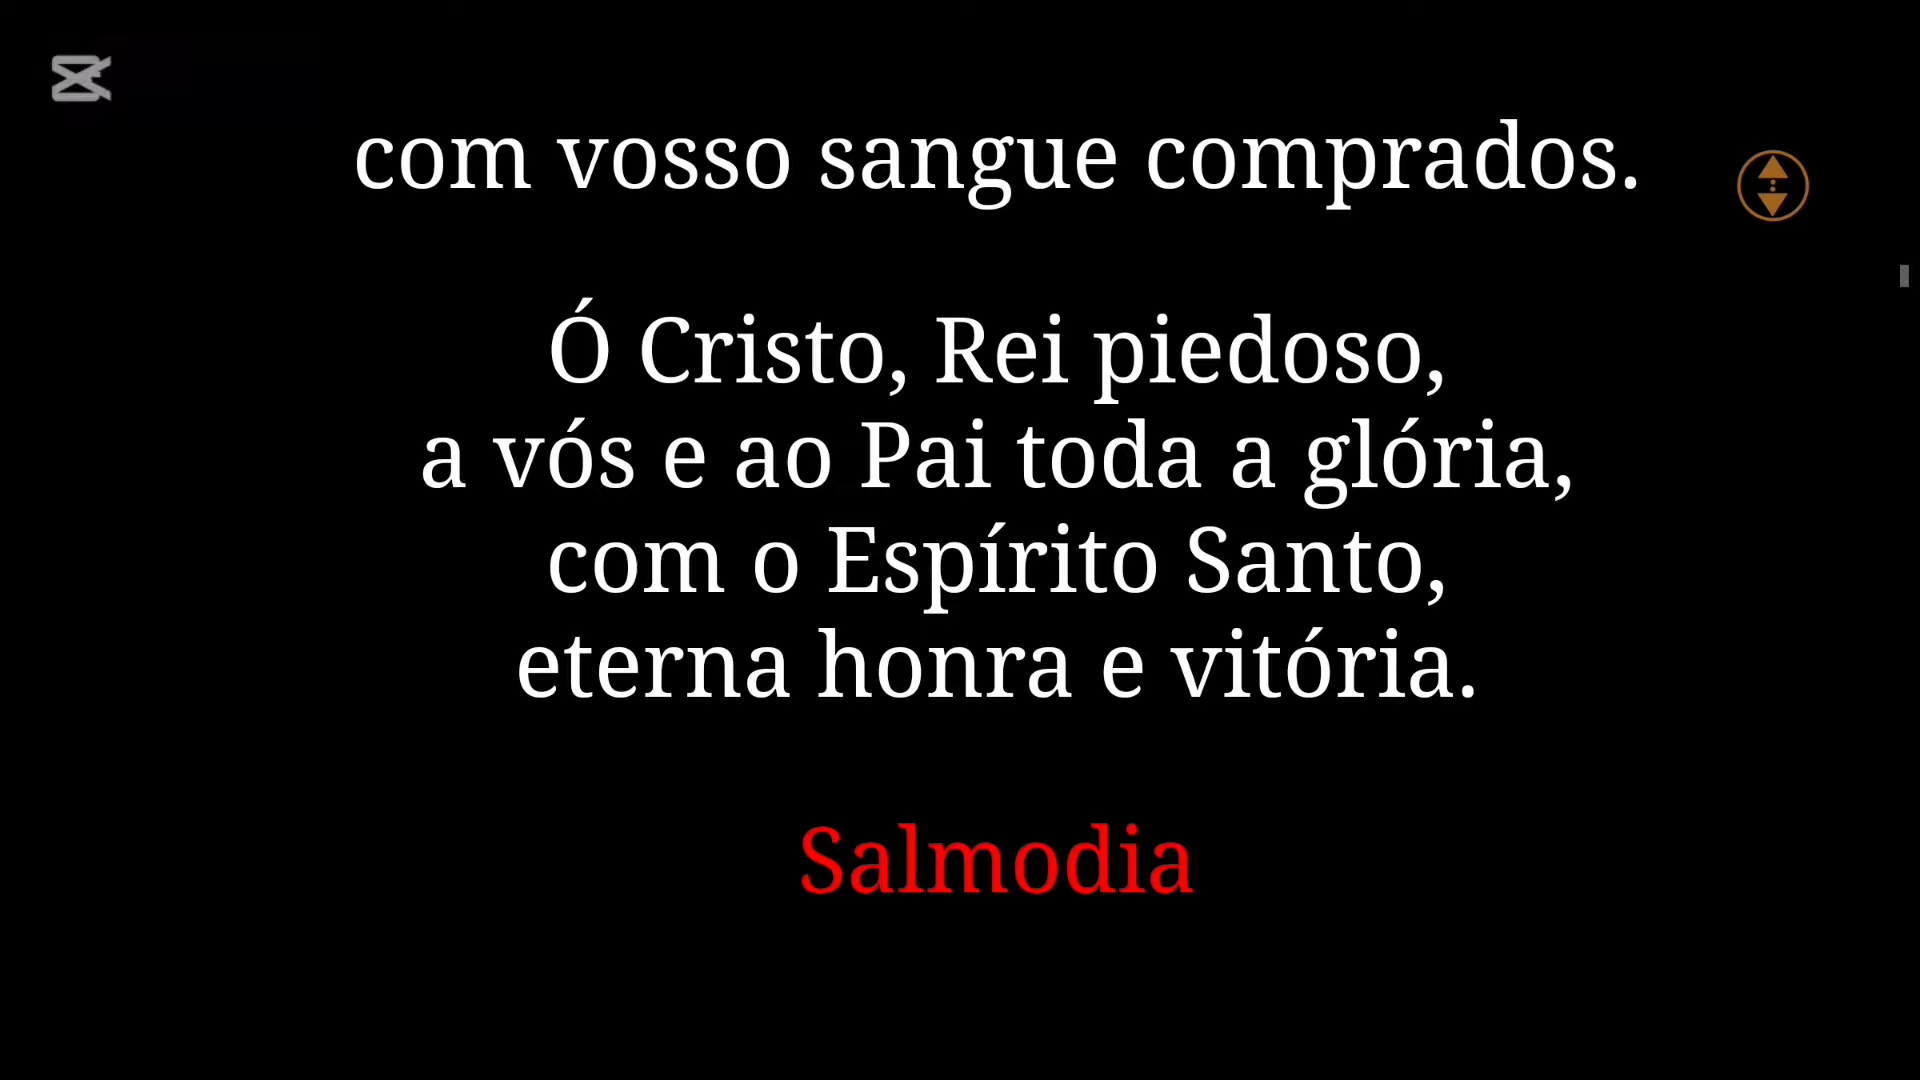 com vosso sangue comprados.
Ó Cristo, Rei piedoso,
a vós e ao Pai toda a glória,
com o Espírito Santo,
eterna honra e vitória.
Salmodia